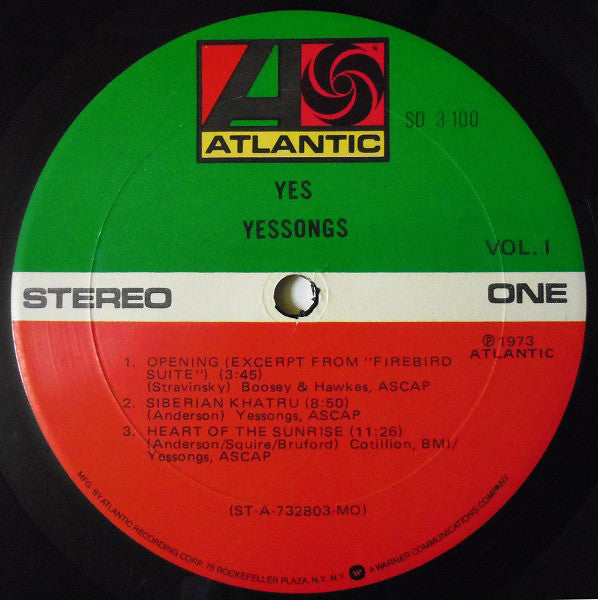 ATLANTIC
SD 3-100
YES
YESSONGS
VOL. I
STEREO
ONE
℗ 1973
ATLANTIC
1. OPENING (EXCERPT FROM "FIREBIRD
SUITE") (3:45)
(Stravinsky) Boosey & Hawkes, ASCAP
2. SIBERIAN KHATRU (8:50)
(Anderson) Yessongs, ASCAP
3. HEART OF THE SUNRISE (11:26)
(Anderson/Squire/Bruford) Cotillion, BMI/
Yessongs, ASCAP
(ST-A-732803-MO)
MFG. BY ATLANTIC RECORDING CORP. 75 ROCKEFELLER PLAZA, N.Y. N.Y. W A WARNER COMMUNICATIONS COMPANY